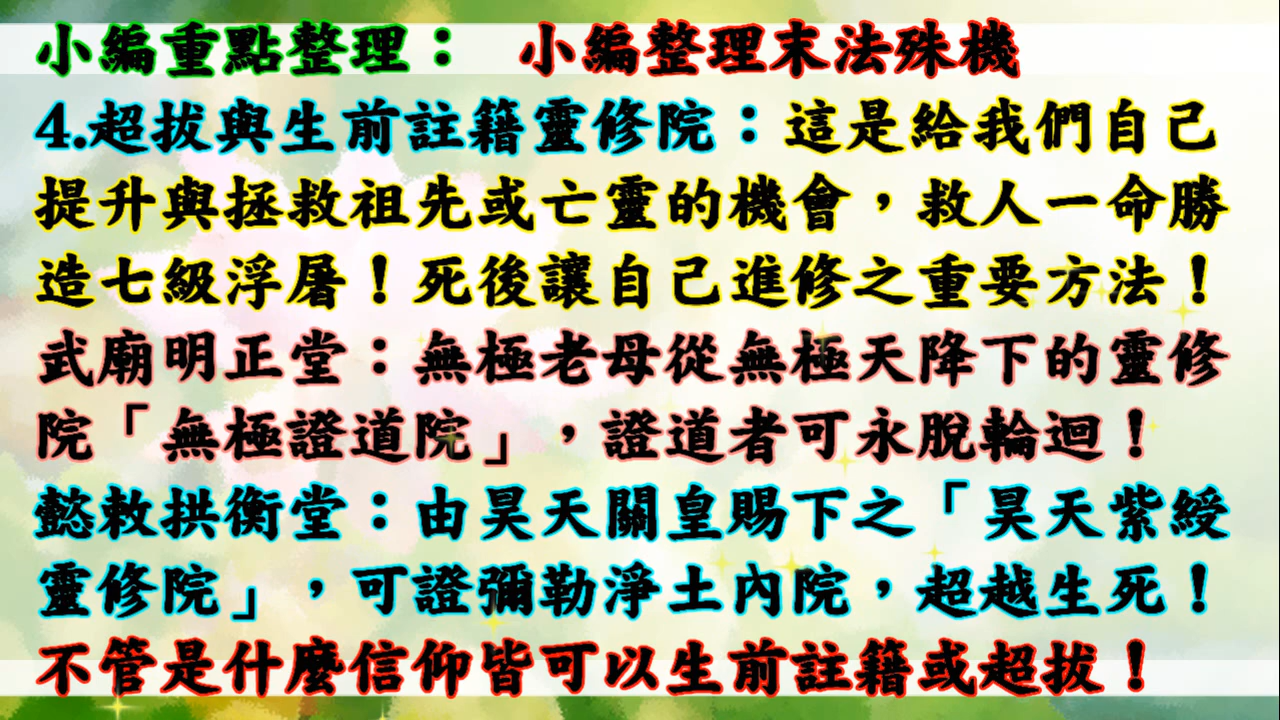 小編重點整理： 小編整理末法殊機
4.超拔與生前註籍靈修院：這是給我們自己
提升與拯救祖先或亡靈的機會，救人一命勝
造七級浮屠！死後讓自己進修之重要方法！
武廟明正堂：無極老母從無極天降下的靈修
院「無極證道院」，證道者可永脫輪迴！
懿敕拱衡堂：由昊天關皇賜下之「昊天紫綬
靈修院」，可證彌勒淨土內院，超越生死！
不管是什麼信仰皆可以生前註籍或超拔！